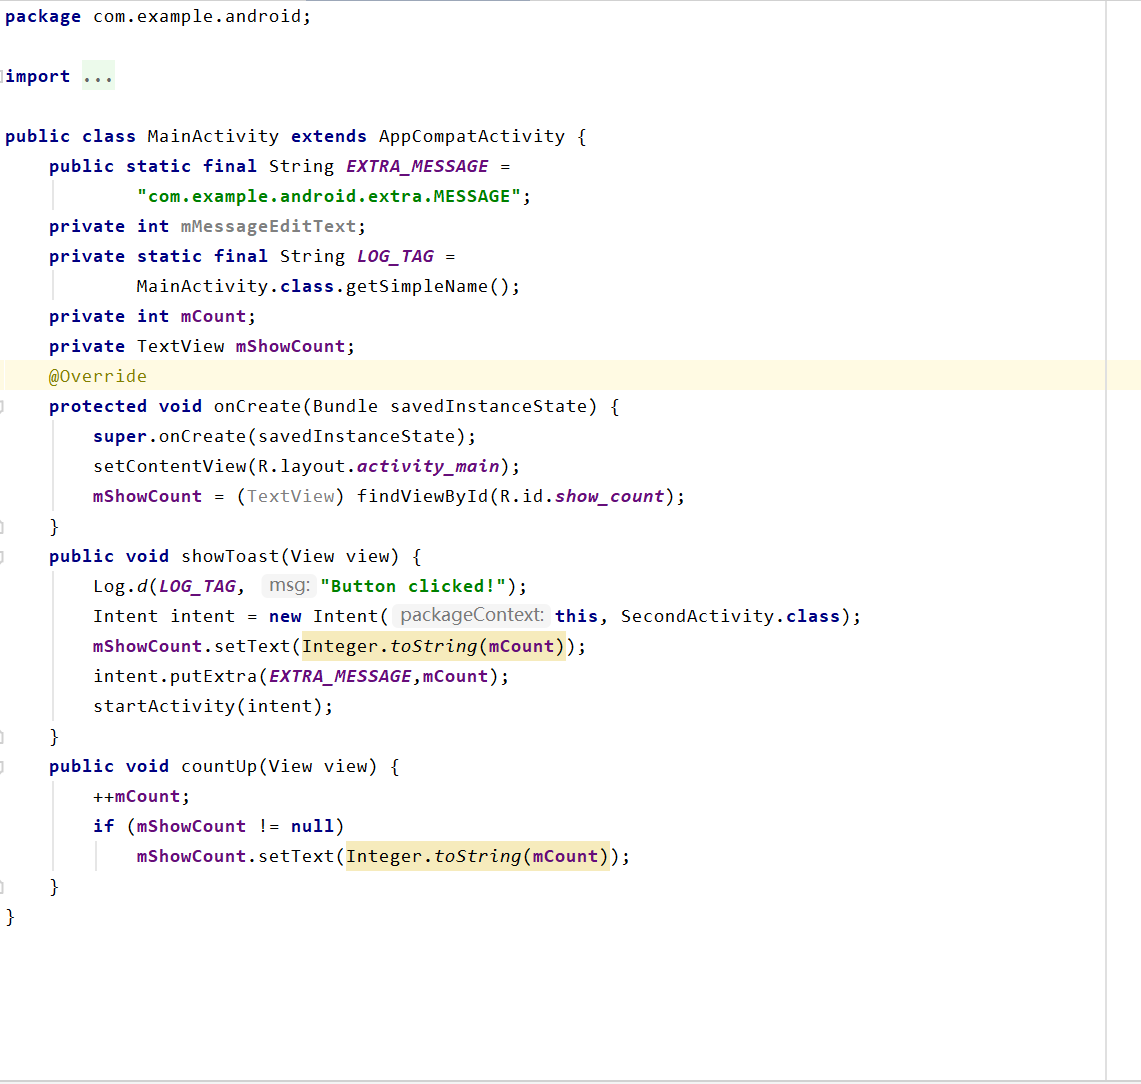 package com.example.android;
import ...
public class MainActivity extends AppCompatActivity {
    public static final String EXTRA_MESSAGE =
            "com.example.android.extra.MESSAGE";
    private int mMessageEditText;
    private static final String LOG_TAG =
            MainActivity.class.getSimpleName();
    private int mCount;
    private TextView mShowCount;
    @Override
    protected void onCreate(Bundle savedInstanceState) {
        super.onCreate(savedInstanceState);
        setContentView(R.layout.activity_main);
        mShowCount = (TextView) findViewById(R.id.show_count);
    }
    public void showToast(View view) {
        Log.d(LOG_TAG, msg: "Button clicked!");
        Intent intent = new Intent( packageContext: this, SecondActivity.class);
        mShowCount.setText(Integer.toString(mCount));
        intent.putExtra(EXTRA_MESSAGE,mCount);
        startActivity(intent);
    }
    public void countUp(View view) {
        ++mCount;
        if (mShowCount != null)
            mShowCount.setText(Integer.toString(mCount));
    }
}